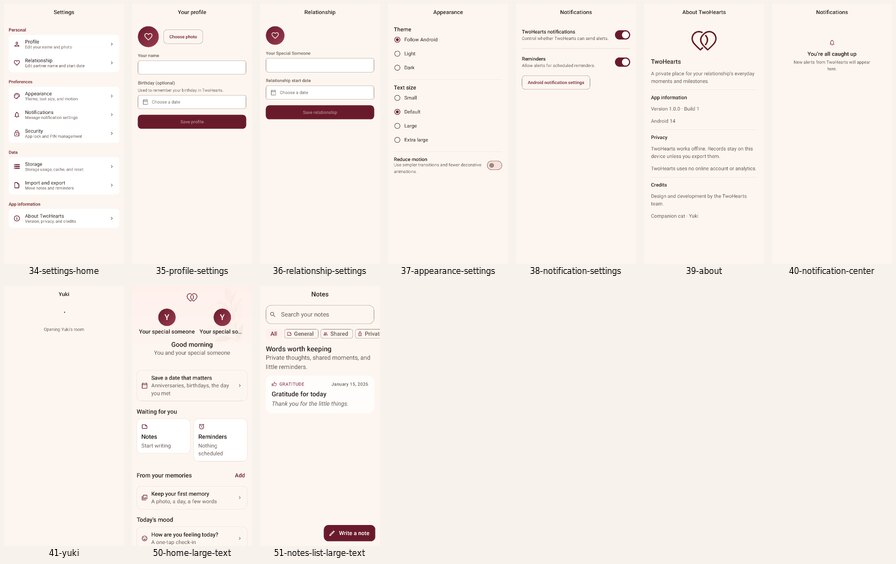 Settings
Personal
Profile
Edit your name and photo
Relationship
Edit partner name and start date
Preferences
Appearance
Theme, text size, and motion
Notifications
Manage notification settings
Security
App lock and PIN management
Data
Storage
Storage usage, cache, and reset
Import and export
Move notes and reminders
App information
About TwoHearts
Version, privacy, and credits
34-settings-home
Your profile
Choose photo
Your name
Birthday (optional)
Used to remember your birthday in TwoHearts.
Choose a date
Save profile
35-profile-settings
Relationship
Your Special Someone
Relationship start date
Choose a date
Save relationship
36-relationship-settings
Appearance
Theme
Follow Android
Light
Dark
Text size
Small
Default
Large
Extra large
Reduce motion
Use simpler transitions and fewer decorative
animations.
37-appearance-settings
Notifications
TwoHearts notifications
Control whether TwoHearts can send alerts.
Reminders
Allow alerts for scheduled reminders.
Android notification settings
38-notification-settings
About TwoHearts
TwoHearts
A private place for your relationship's everyday
moments and milestones.
App information
Version 1.0.0 · Build 1
Android 14
Privacy
TwoHearts works offline. Records stay on this
device unless you export them.
TwoHearts uses no online account or analytics.
Credits
Design and development by the TwoHearts
team.
Companion cat · Yuki
39-about
Notifications
You're all caught up
New alerts from TwoHearts will appear
here.
40-notification-center
Yuki
Opening Yuki's room
41-yuki
Y
Y
Your special someone
Your special so...
Good morning
You and your special someone
Save a date that matters
Anniversaries, birthdays, the day
you met
Waiting for you
Notes
Start writing
Reminders
Nothing
scheduled
From your memories
Add
Keep your first memory
A photo, a day, a few words
Today's mood
How are you feeling today?
A one-tap check-in
50-home-large-text
Notes
Search your notes
All
General
Shared
Privat
Words worth keeping
Private thoughts, shared moments, and
little reminders.
GRATITUDE
January 15, 2035
Gratitude for today
Thank you for the little things.
Write a note
51-notes-list-large-text